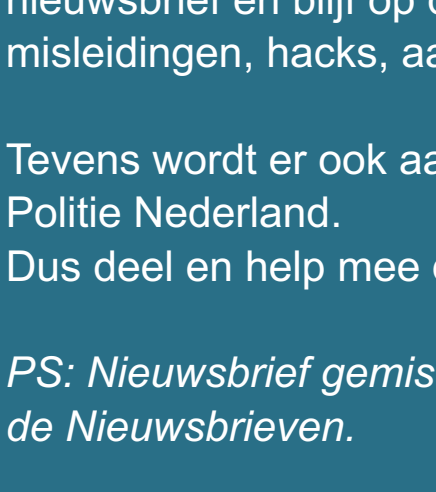 nieuwsbrief en blijf op
misleidingen, hacks,
Tevens wordt er ook
Politie Nederland.
Dus deel en help mee
PS: Nieuwsbrief gemis
de Nieuwsbrieven.